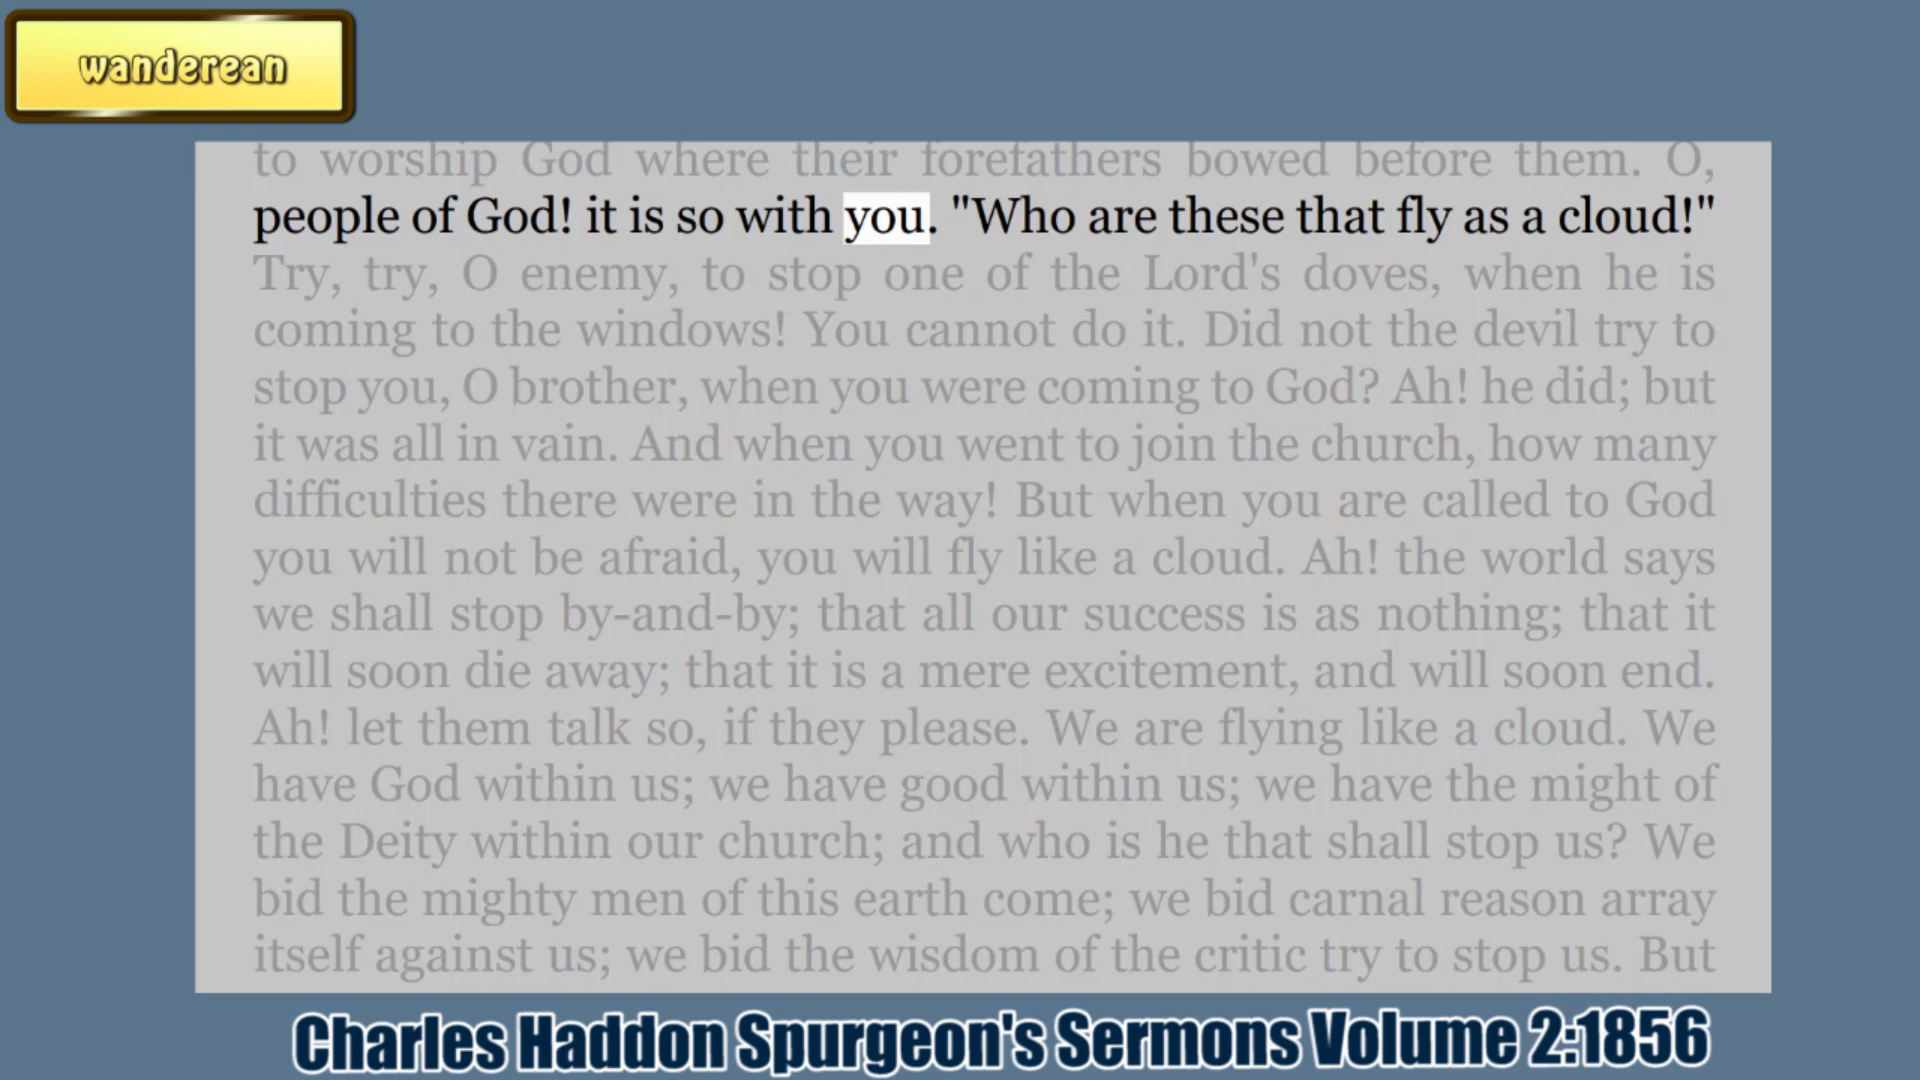 wanderean
to worship God where their forefathers bowed before them. O,
people of God! it is so with you. "Who are these that fly as a cloud!"
Try, try, O enemy, to stop one of the Lord's doves, when he is
coming to the windows! You cannot do it. Did not the devil try to
stop you, O brother, when you were coming to God? Ah! he did; but
it was all in vain. And when you went to join the church, how many
difficulties there were in the way! But when you are called to God
you will not be afraid, you will fly like a cloud. Ah! the world says
we shall stop by-and-by; that all our success is as nothing; that it
will soon die away; that it is a mere excitement, and will soon end.
Ah! let them talk so, if they please. We are flying like a cloud. We
have God within us; we have good within us; we have the might of
the Deity within our church; and who is he that shall stop us? We
bid the mighty men of this earth come; we bid carnal reason array
itself against us; we bid the wisdom of the critic try to stop us. But
Charles Haddon Spurgeon's Sermons Volume 2:1856